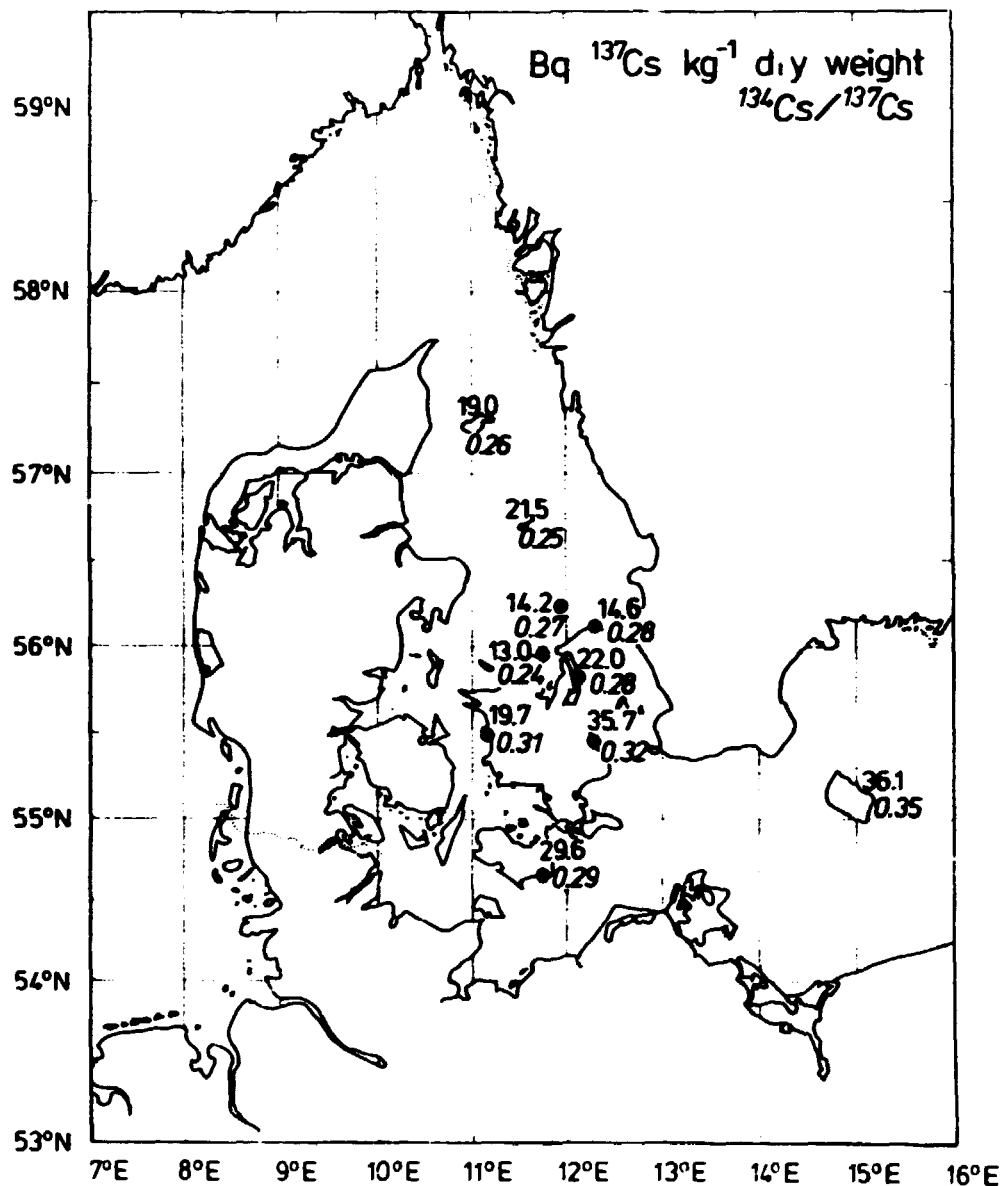 Bq ¹³⁷Cs kg⁻¹ dry weight
¹³⁴Cs/¹³⁷Cs
59°N
58°N
19.0
0.26
57°N
21.5
0.25
14.2
0.27
14.6
0.28
56°N
13.0
0.24
22.0
0.28
19.7
0.31
35.7
0.32
36.1
0.35
55°N
29.6
0.29
54°N
53°N
7°E 8°E 9°E 10°E 11°E 12°E 13°E 14°E 15°E 16°E